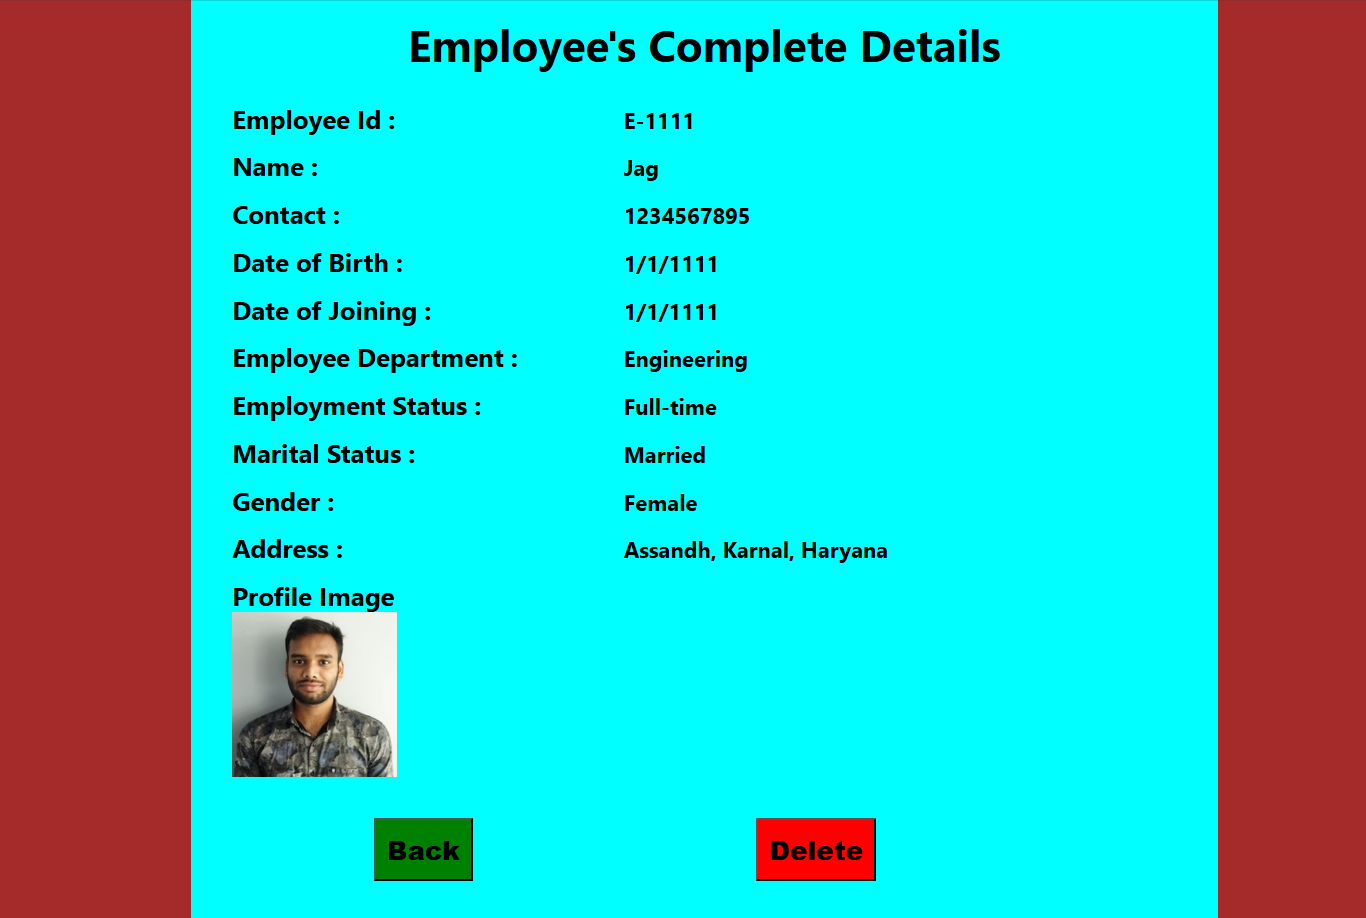 Employee's Complete Details
Employee Id : E-1111
Name : Jag
Contact : 1234567895
Date of Birth : 1/1/1111
Date of Joining : 1/1/1111
Employee Department : Engineering
Employment Status : Full-time
Marital Status : Married
Gender : Female
Address : Assandh, Karnal, Haryana
Profile Image
Back Delete